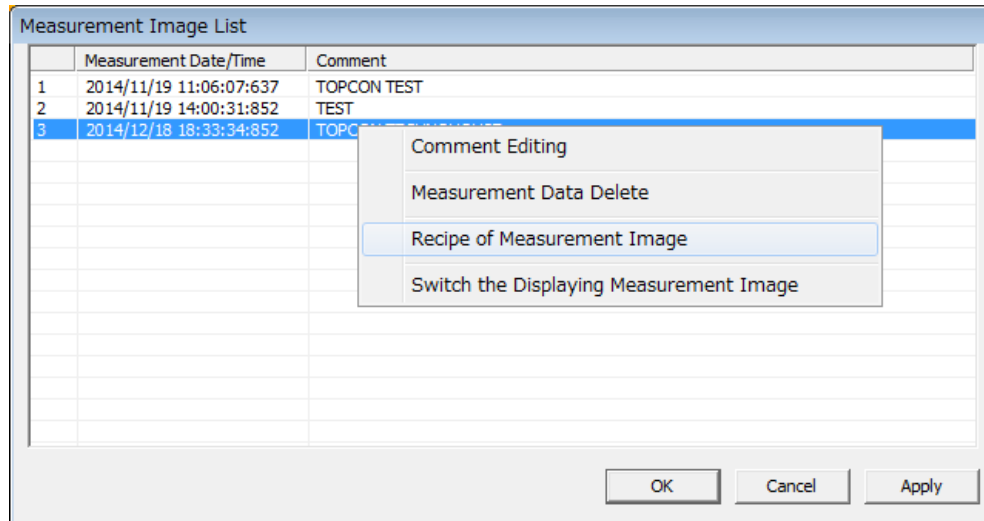 Measurement Image List
Measurement Date/Time Comment
1 2014/11/19 11:06:07:637 TOPCON TEST
2 2014/11/19 14:00:31:852 TEST
3 2014/12/18 18:33:34:852
Comment Editing
Measurement Data Delete
Recipe of Measurement Image
Switch the Displaying Measurement Image
OK Cancel Apply